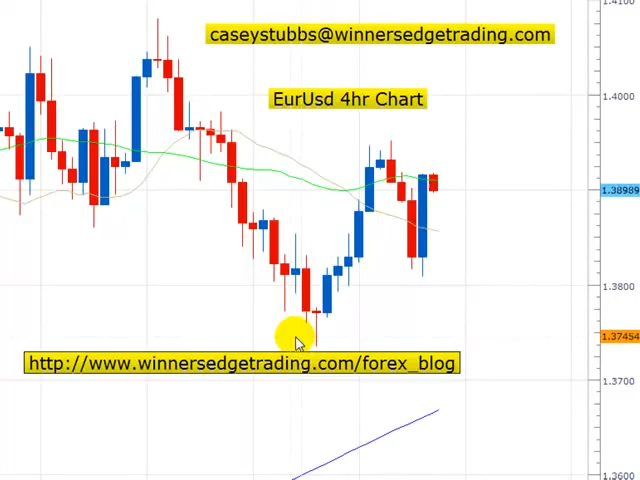 1.4100
caseystubbs@winnersedgetrading.com
EurUsd 4hr Chart
1.4000
1.38989
1.3800
1.37454
http://www.winnersedgetrading.com/forex_blog
1.3700
1.3600